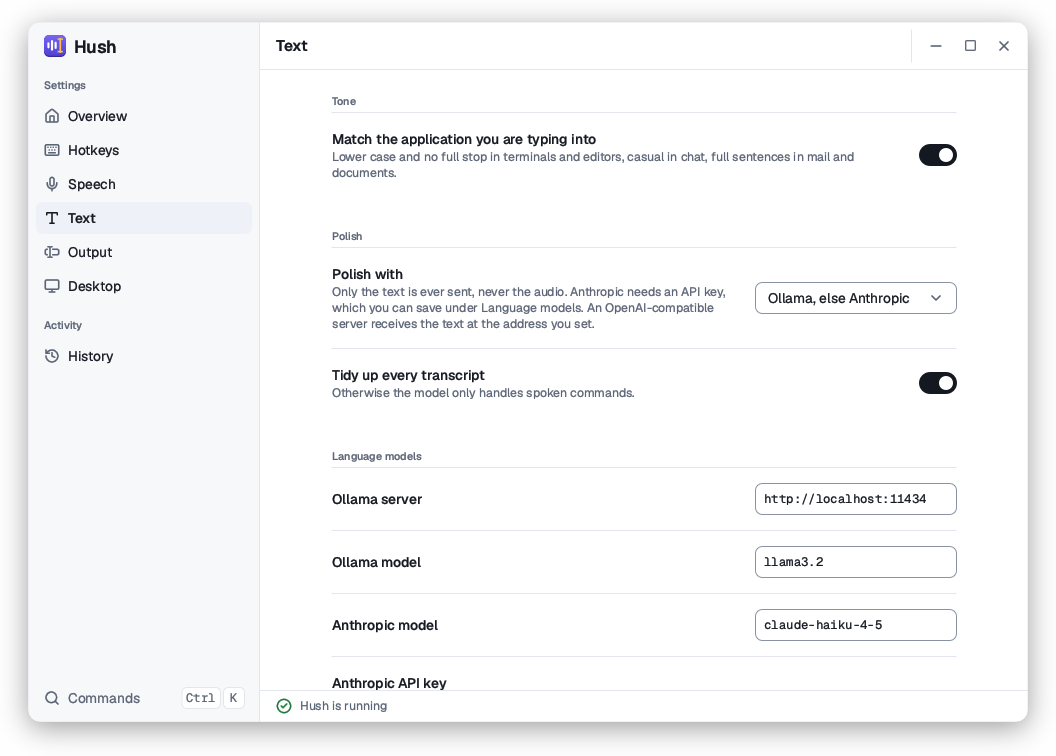 Hush
Settings
Overview
Hotkeys
Speech
Text
Output
Desktop
Activity
History
Commands Ctrl K
Text
Tone
Match the application you are typing into
Lower case and no full stop in terminals and editors, casual in chat, full sentences in mail and
documents.
Polish
Polish with
Only the text is ever sent, never the audio. Anthropic needs an API key,
which you can save under Language models. An OpenAI-compatible
server receives the text at the address you set.
Ollama, else Anthropic
Tidy up every transcript
Otherwise the model only handles spoken commands.
Language models
Ollama server
http://localhost:11434
Ollama model
llama3.2
Anthropic model
claude-haiku-4-5
Anthropic API key
Hush is running